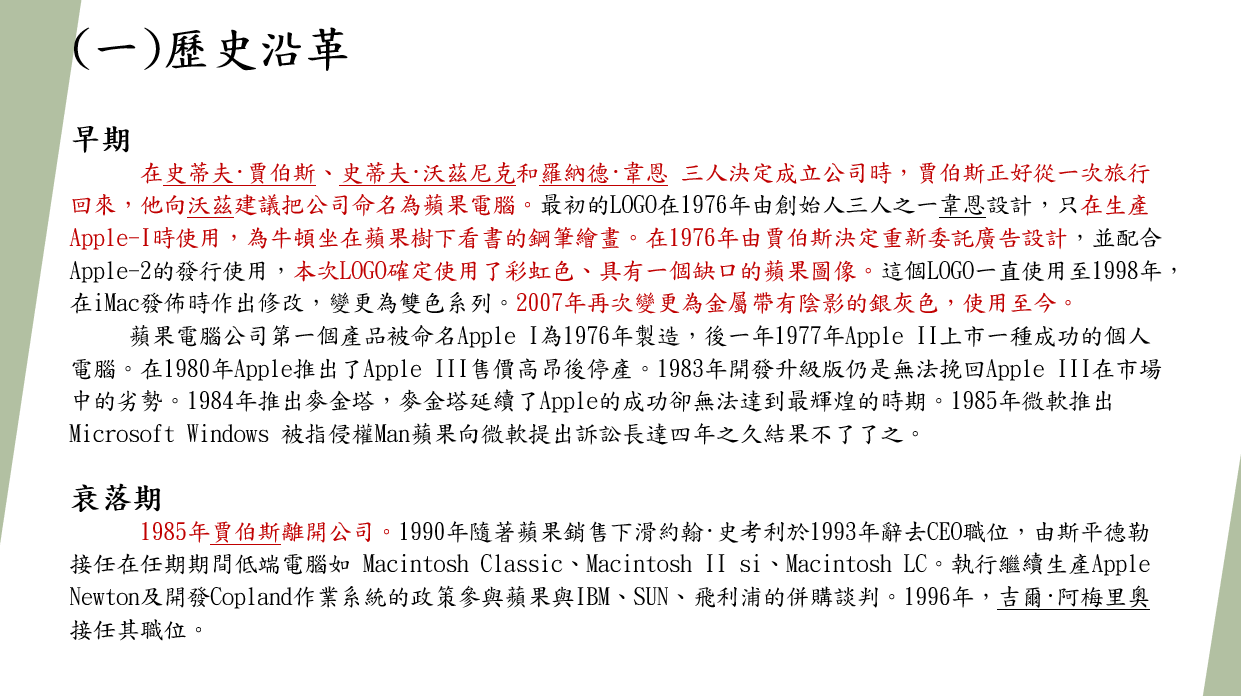 (一)歷史沿革
早期
在史蒂夫·賈伯斯、史蒂夫·沃茲尼克和羅納德·韋恩 三人決定成立公司時，賈伯斯正好從一次旅行
回來，他向沃茲建議把公司命名為蘋果電腦。最初的LOGO在1976年由創始人三人之一韋恩設計，只在生產
Apple-I時使用，為牛頓坐在蘋果樹下看書的鋼筆繪畫。在1976年由賈伯斯決定重新委託廣告設計，並配合
Apple-2的發行使用，本次LOGO確定使用了彩虹色、具有一個缺口的蘋果圖像。這個LOGO一直使用至1998年，
在iMac發佈時作出修改，變更為雙色系列。2007年再次變更為金屬帶有陰影的銀灰色，使用至今。
蘋果電腦公司第一個產品被命名Apple I為1976年製造，後一年1977年Apple II上市一種成功的個人
電腦。在1980年Apple推出了Apple III售價高昂後停產。1983年開發升級版仍是無法挽回Apple III在市場
中的劣勢。1984年推出麥金塔，麥金塔延續了Apple的成功卻無法達到最輝煌的時期。1985年微軟推出
Microsoft Windows 被指侵權Man蘋果向微軟提出訴訟長達四年之久結果不了了之。
衰落期
1985年賈伯斯離開公司。1990年隨著蘋果銷售下滑約翰·史考利於1993年辭去CEO職位，由斯平德勒
接任在任期期間低端電腦如 Macintosh Classic、Macintosh II si、Macintosh LC。執行繼續生產Apple
Newton及開發Copland作業系統的政策參與蘋果與IBM、SUN、飛利浦的併購談判。1996年，吉爾·阿梅里奧
接任其職位。